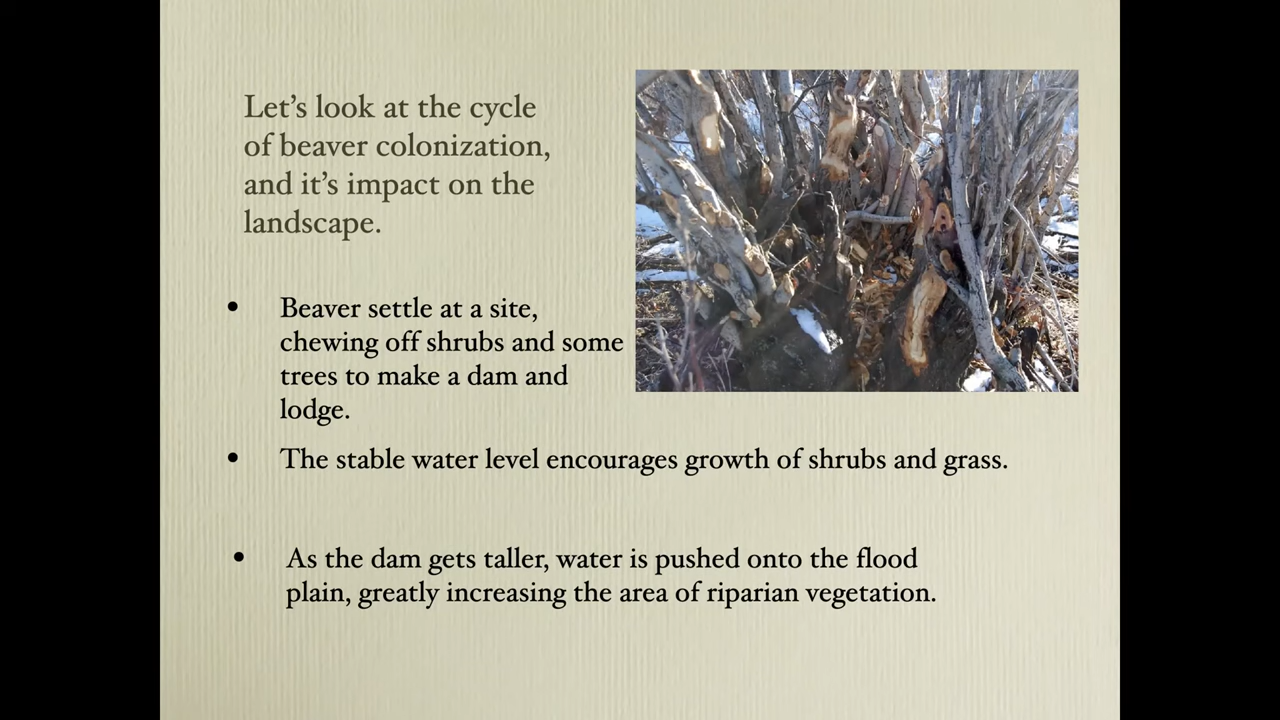 Let’s look at the cycle
of beaver colonization,
and it’s impact on the
landscape.
• Beaver settle at a site,
chewing off shrubs and some
trees to make a dam and
lodge.
• The stable water level encourages growth of shrubs and grass.
• As the dam gets taller, water is pushed onto the flood
plain, greatly increasing the area of riparian vegetation.